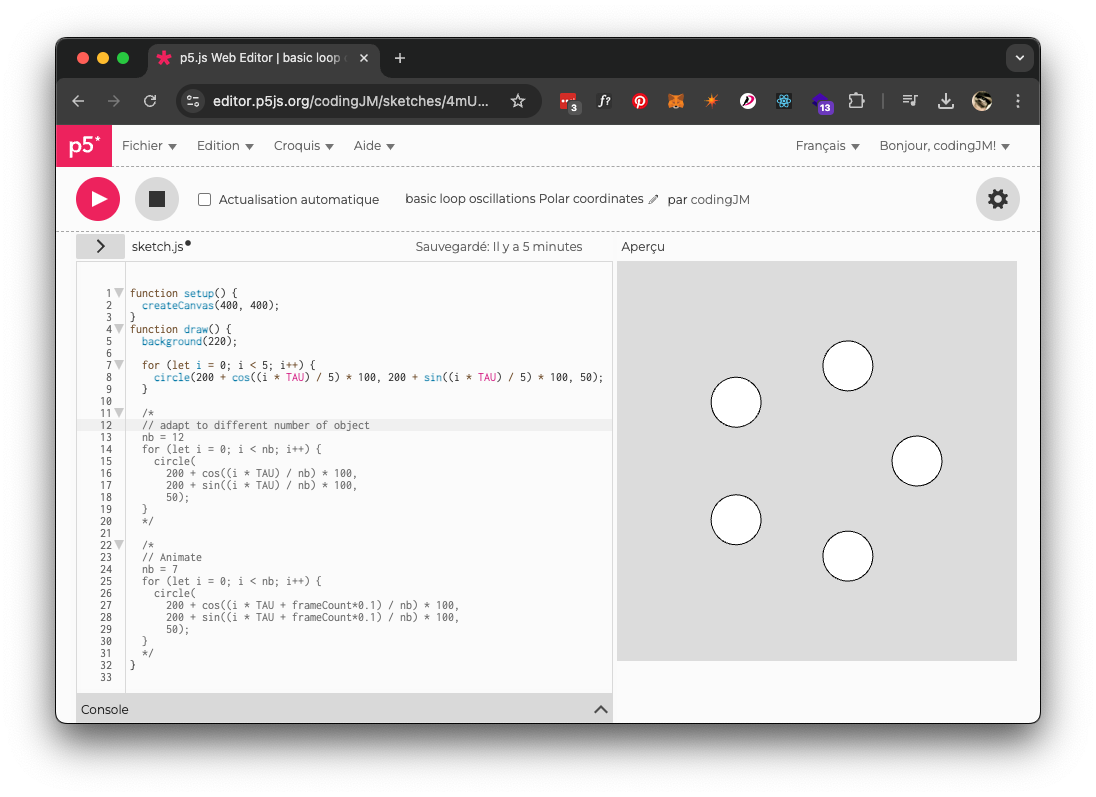 p5.js Web Editor | basic loop
editor.p5js.org/codingJM/sketches/4mU...
3
f?
13
p5*
Fichier Edition Croquis Aide Français Bonjour, codingJM!
Actualisation automatique basic loop oscillations Polar coordinates par codingJM
sketch.js Sauvegardé: Il y a 5 minutes Aperçu
1 function setup() {
2   createCanvas(400, 400);
3 }
4 function draw() {
5   background(220);
6
7   for (let i = 0; i < 5; i++) {
8     circle(200 + cos((i * TAU) / 5) * 100, 200 + sin((i * TAU) / 5) * 100, 50);
9   }
10
11   /*
12   // adapt to different number of object
13   nb = 12
14   for (let i = 0; i < nb; i++) {
15     circle(
16       200 + cos((i * TAU) / nb) * 100,
17       200 + sin((i * TAU) / nb) * 100,
18       50);
19   }
20   */
21
22   /*
23   // Animate
24   nb = 7
25   for (let i = 0; i < nb; i++) {
26     circle(
27       200 + cos((i * TAU + frameCount*0.1) / nb) * 100,
28       200 + sin((i * TAU + frameCount*0.1) / nb) * 100,
29       50);
30   }
31   */
32 }
33
Console